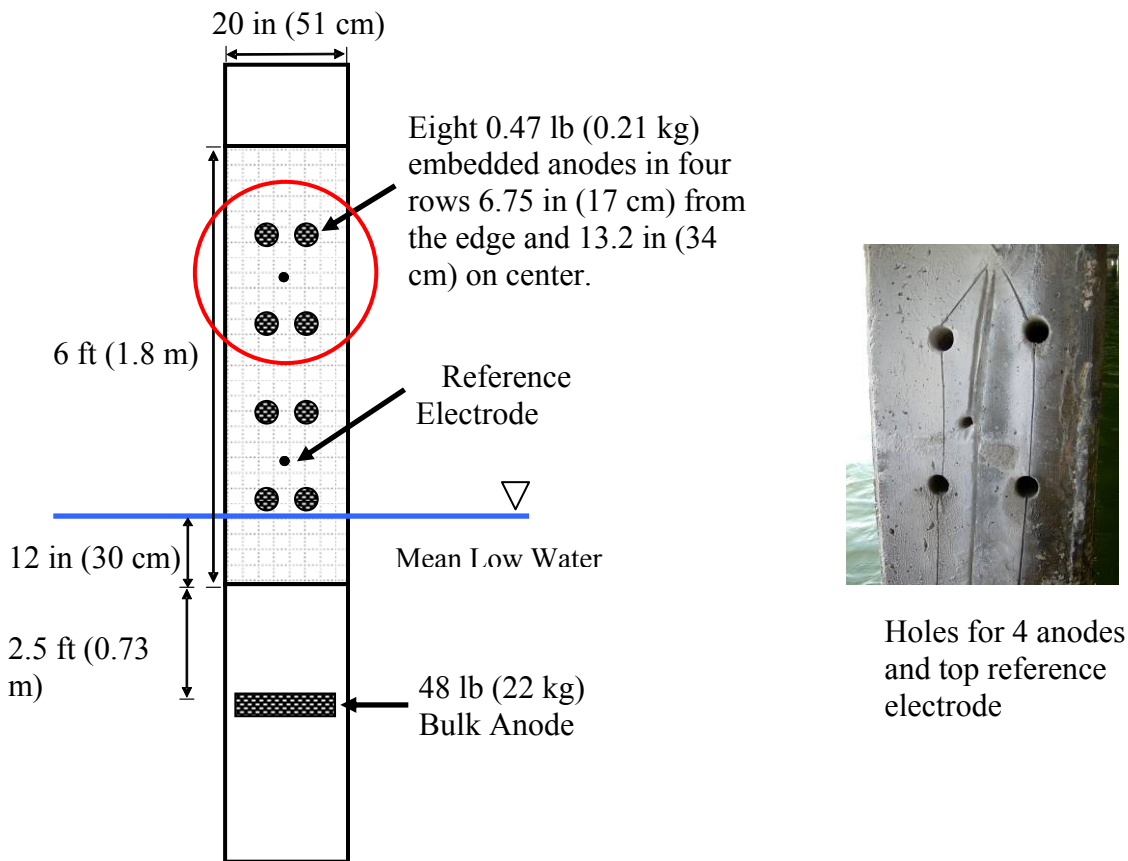 20 in (51 cm)
Eight 0.47 lb (0.21 kg)
embedded anodes in four
rows 6.75 in (17 cm) from
the edge and 13.2 in (34
cm) on center.
6 ft (1.8 m)
Reference
Electrode
12 in (30 cm)
Mean Low Water
2.5 ft (0.73
m)
48 lb (22 kg)
Bulk Anode
Holes for 4 anodes
and top reference
electrode